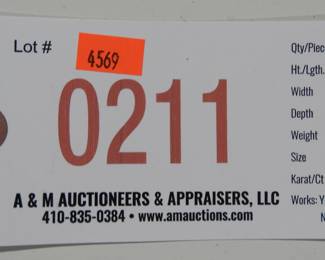 Lot #
4569
0211
Qty/Piec
Ht./Lgth.
Width
Depth
Weight
Size
Karat/Ct
Works: Y
N
A & M AUCTIONEERS & APPRAISERS, LLC
410-835-0384 • www.amauctions.com